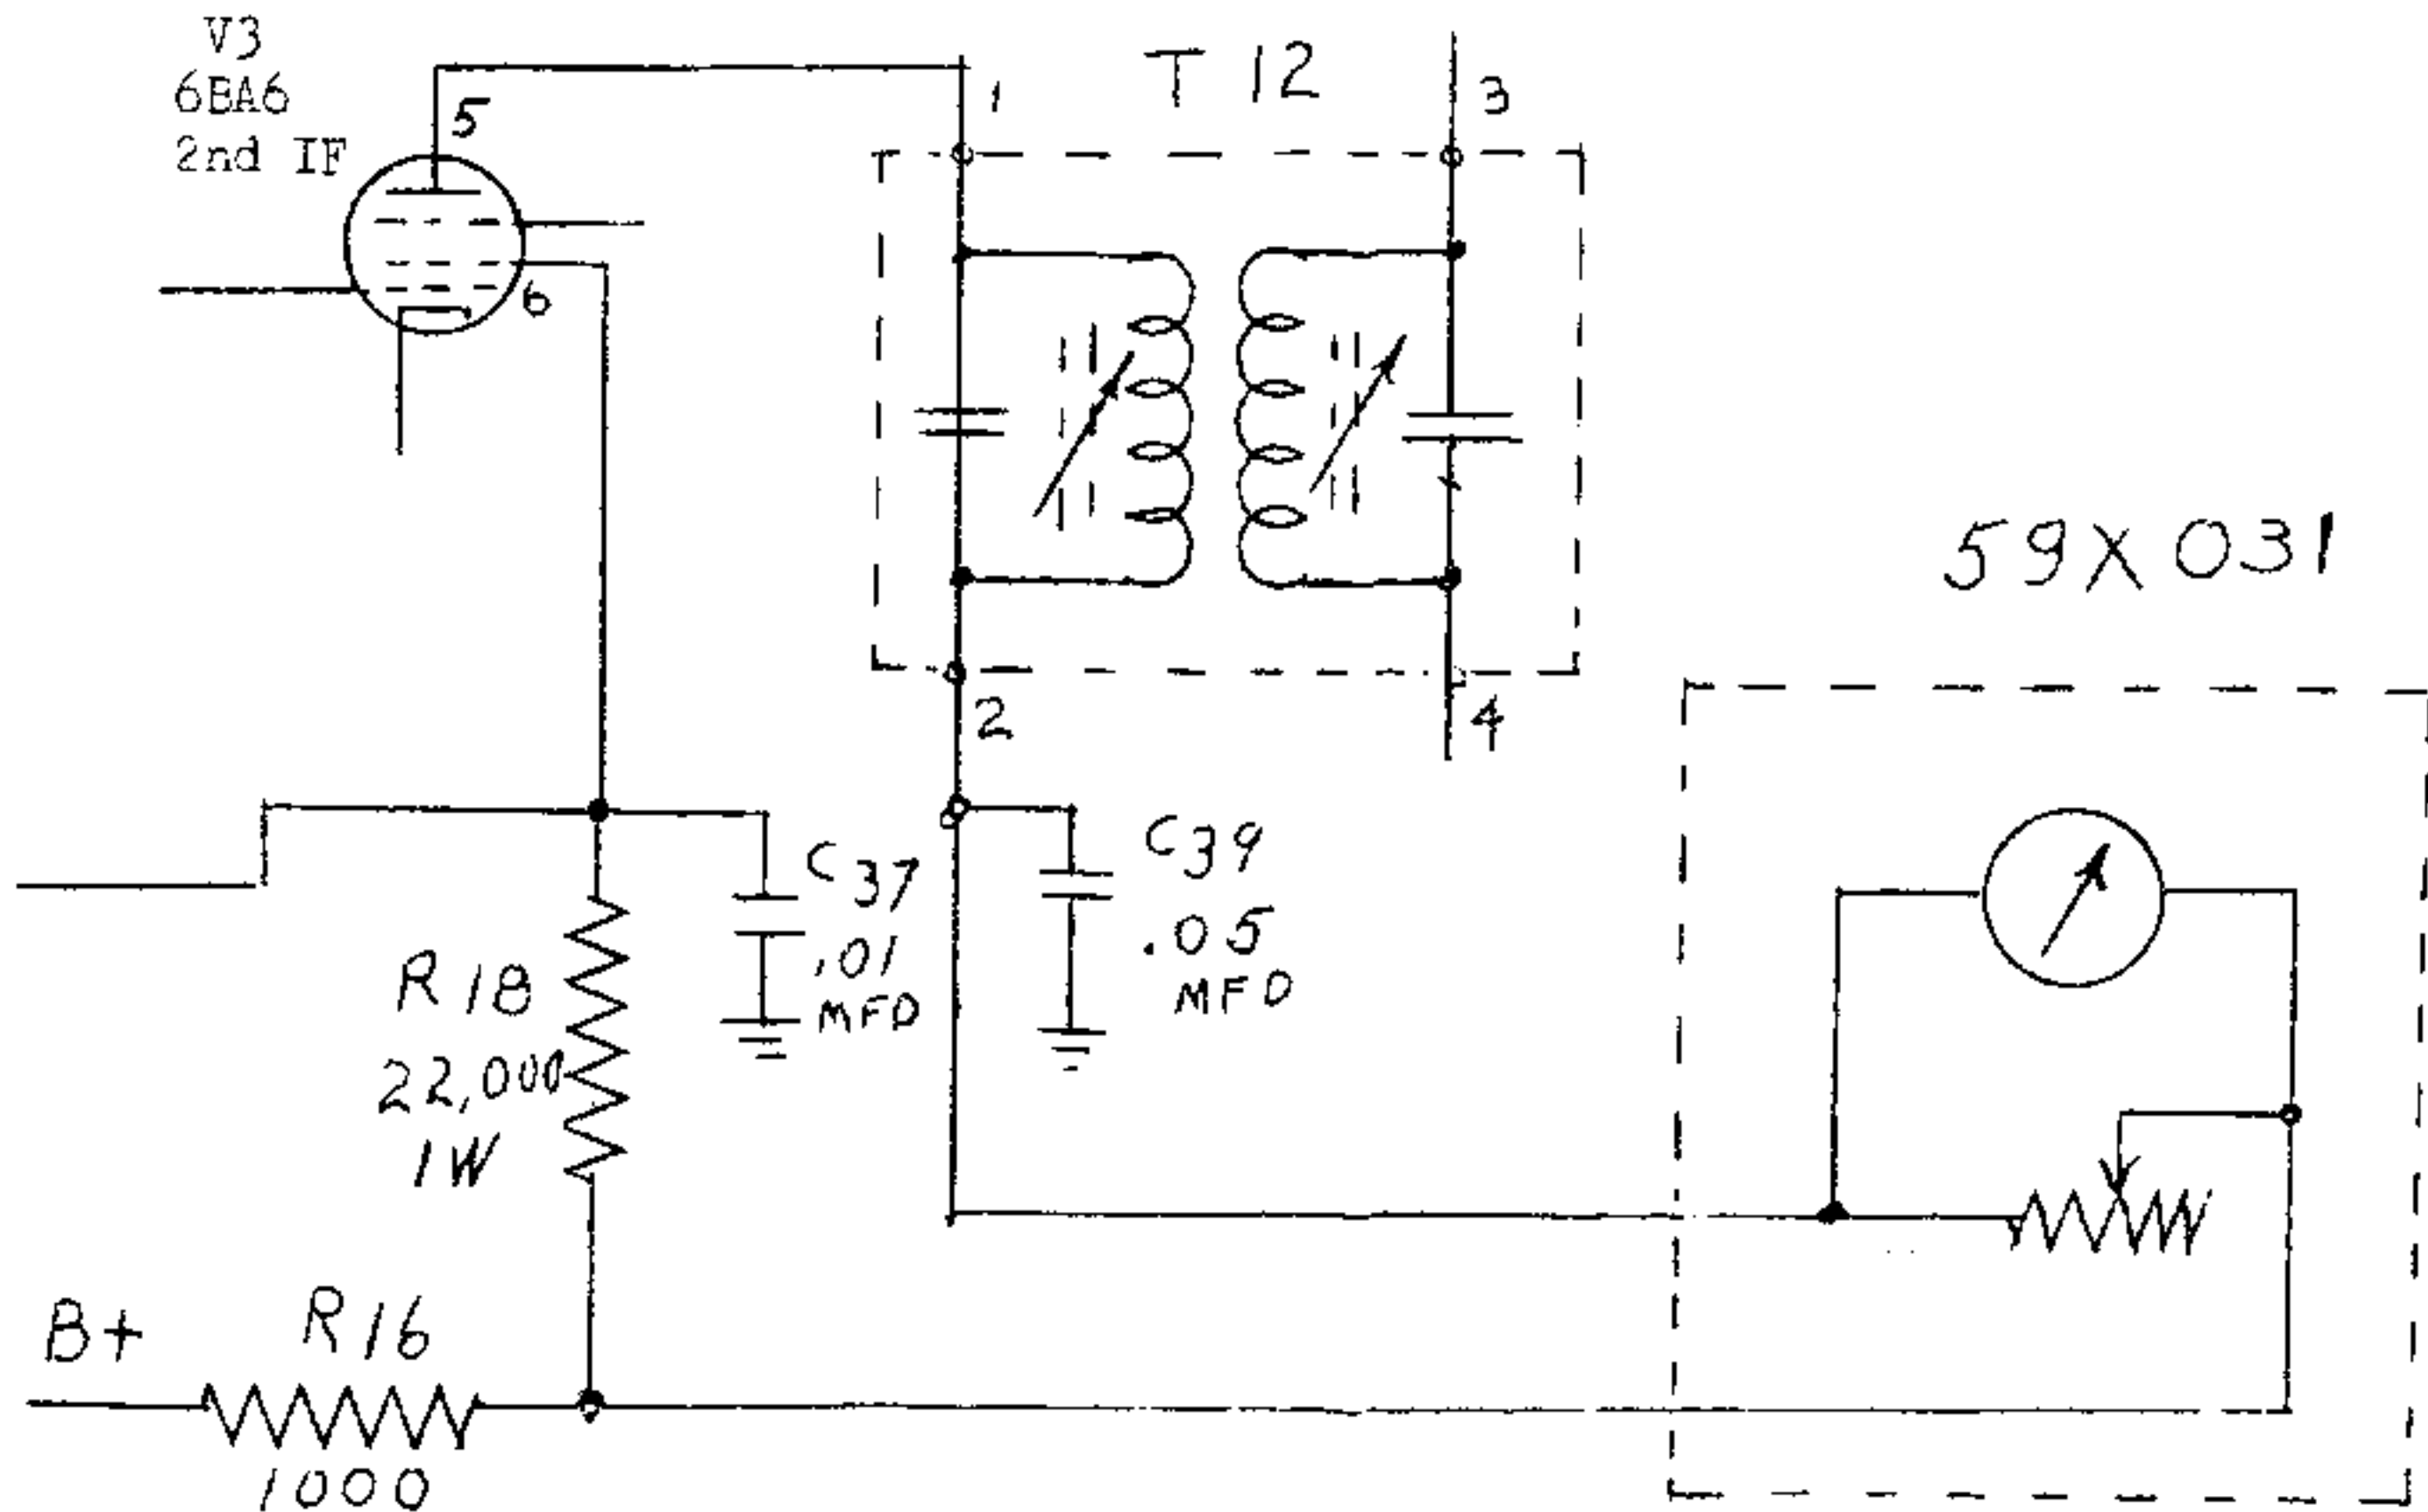 V3
6BA6
2nd IF
5
6
T 12
1
3
2
4
59X031
C37
.01
MFD
C39
.05
MFD
R18
22,000
1W
B+
R16
1000